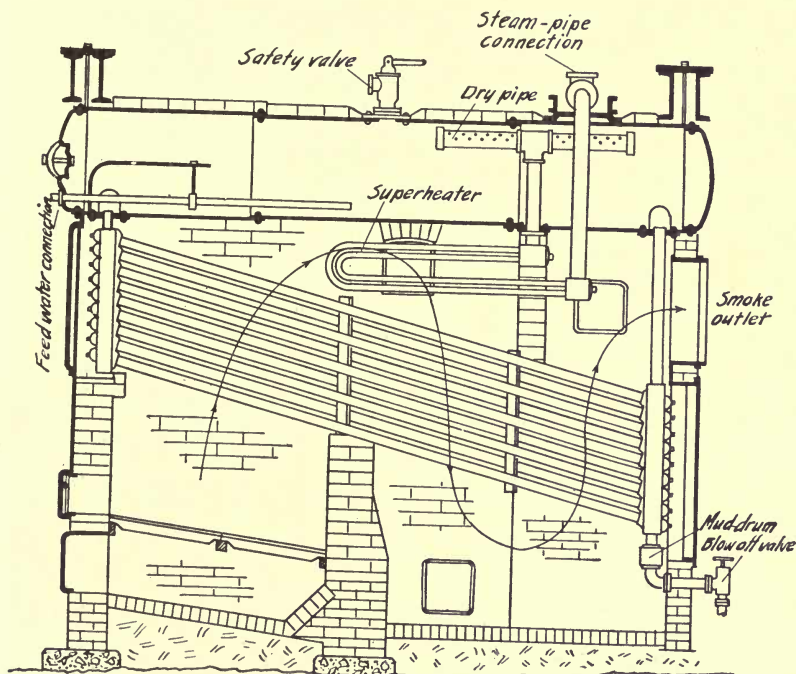 Steam-pipe
connection
Safety valve
Dry pipe
Superheater
Feed water connection
Smoke
outlet
Mud-drum
Blow off valve